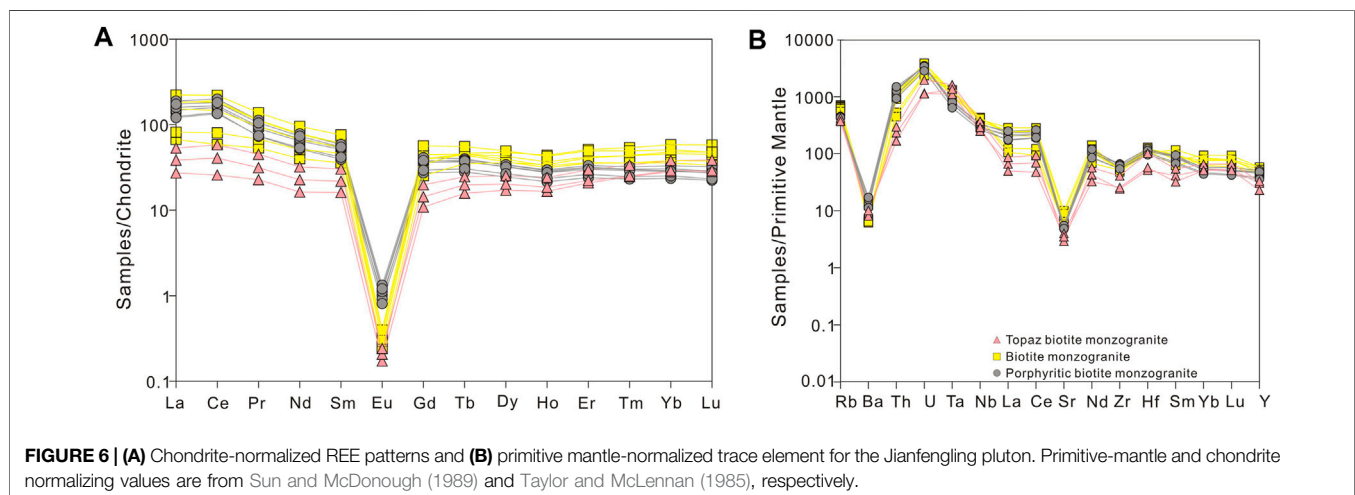 A
Samples/Chondrite
1000
100
10
1
0.1
La Ce Pr Nd Sm Eu Gd Tb Dy Ho Er Tm Yb Lu
B
Samples/Primitive Mantle
10000
1000
100
10
1
0.1
0.01
Topaz biotite monzogranite
Biotite monzogranite
Porphyritic biotite monzogranite
Rb Ba Th U Ta Nb La Ce Sr Nd Zr Hf Sm Yb Lu Y
FIGURE 6 | (A) Chondrite-normalized REE patterns and (B) primitive mantle-normalized trace element for the Jianfengling pluton. Primitive-mantle and chondrite
normalizing values are from Sun and McDonough (1989) and Taylor and McLennan (1985), respectively.